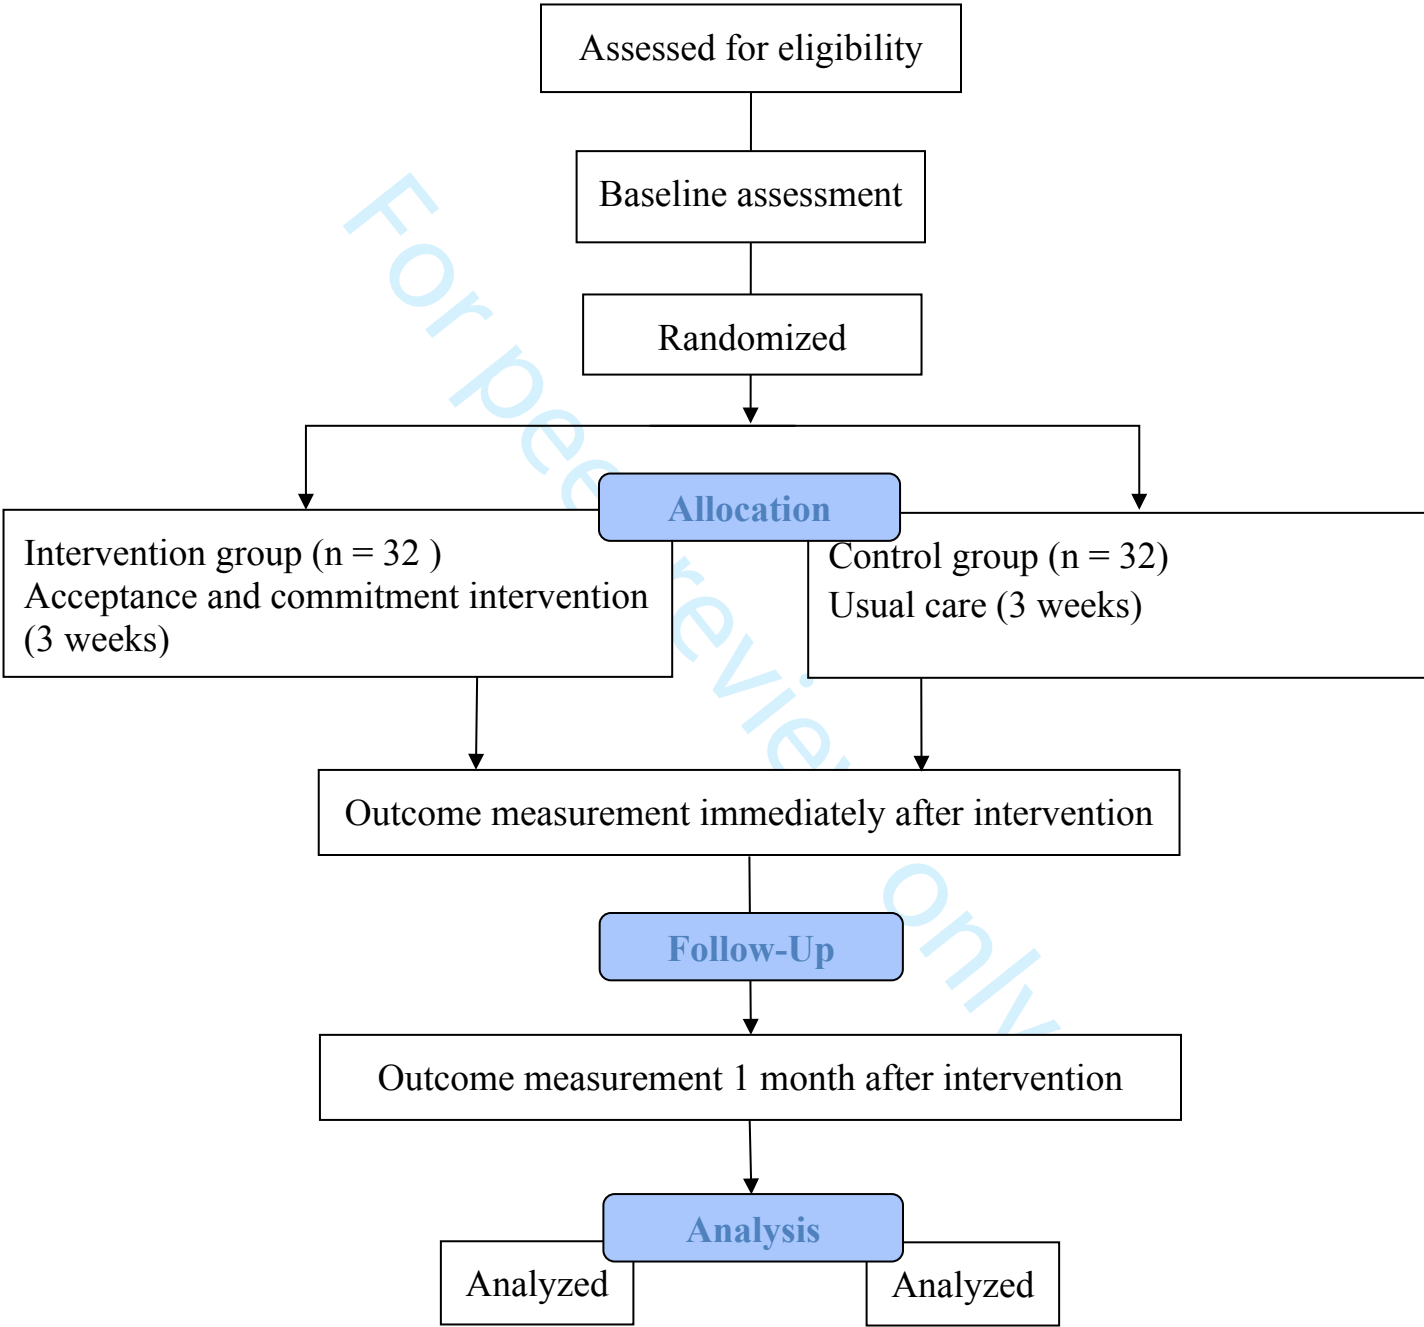 Assessed for eligibility
Baseline assessment
Randomized
Allocation
Intervention group (n = 32 )
Acceptance and commitment intervention
(3 weeks)
Control group (n = 32)
Usual care (3 weeks)
Outcome measurement immediately after intervention
Follow-Up
Outcome measurement 1 month after intervention
Analysis
Analyzed
Analyzed
For peer review only